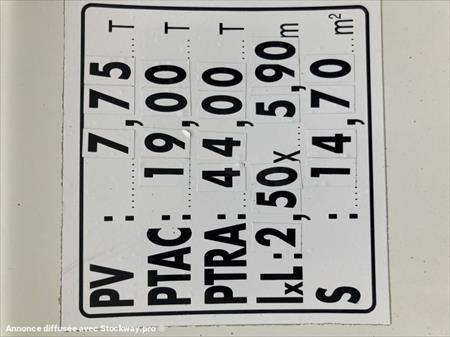 PV : 7,75 T
PTAC: 19,00 T
PTRA: 44,00 T
lxL: 2,50x 5,90m
S : 14,70 m²
Annonce diffusée avec Stockway.pro ®